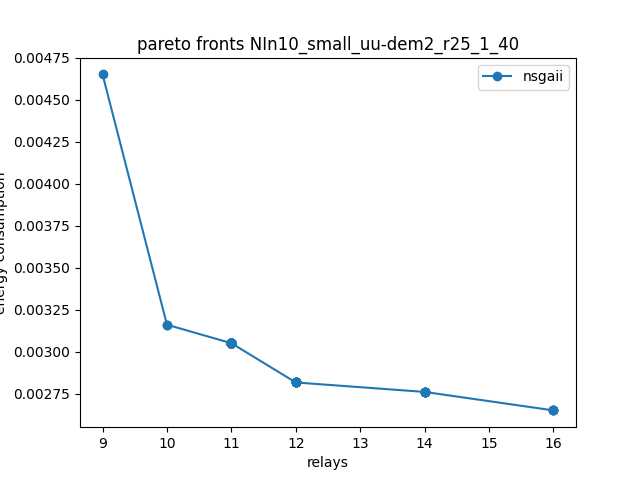 pareto fronts NIn10_small_uu-dem2_r25_1_40
nsgaii
0.00475
0.00450
0.00425
0.00400
0.00375
0.00350
0.00325
0.00300
0.00275
energy consumption
9 10 11 12 13 14 15 16
relays